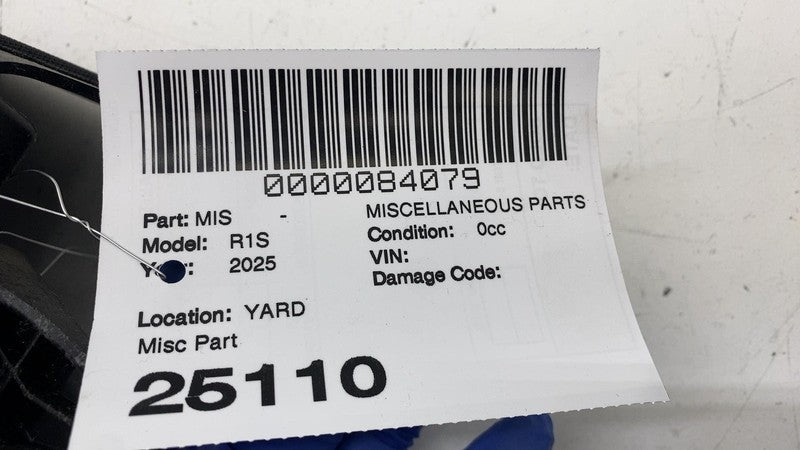 0000084079
Part: MIS - MISCELLANEOUS PARTS
Model: R1S Condition: 0cc
2025 VIN:
Damage Code:
Location: YARD
Misc Part
25110